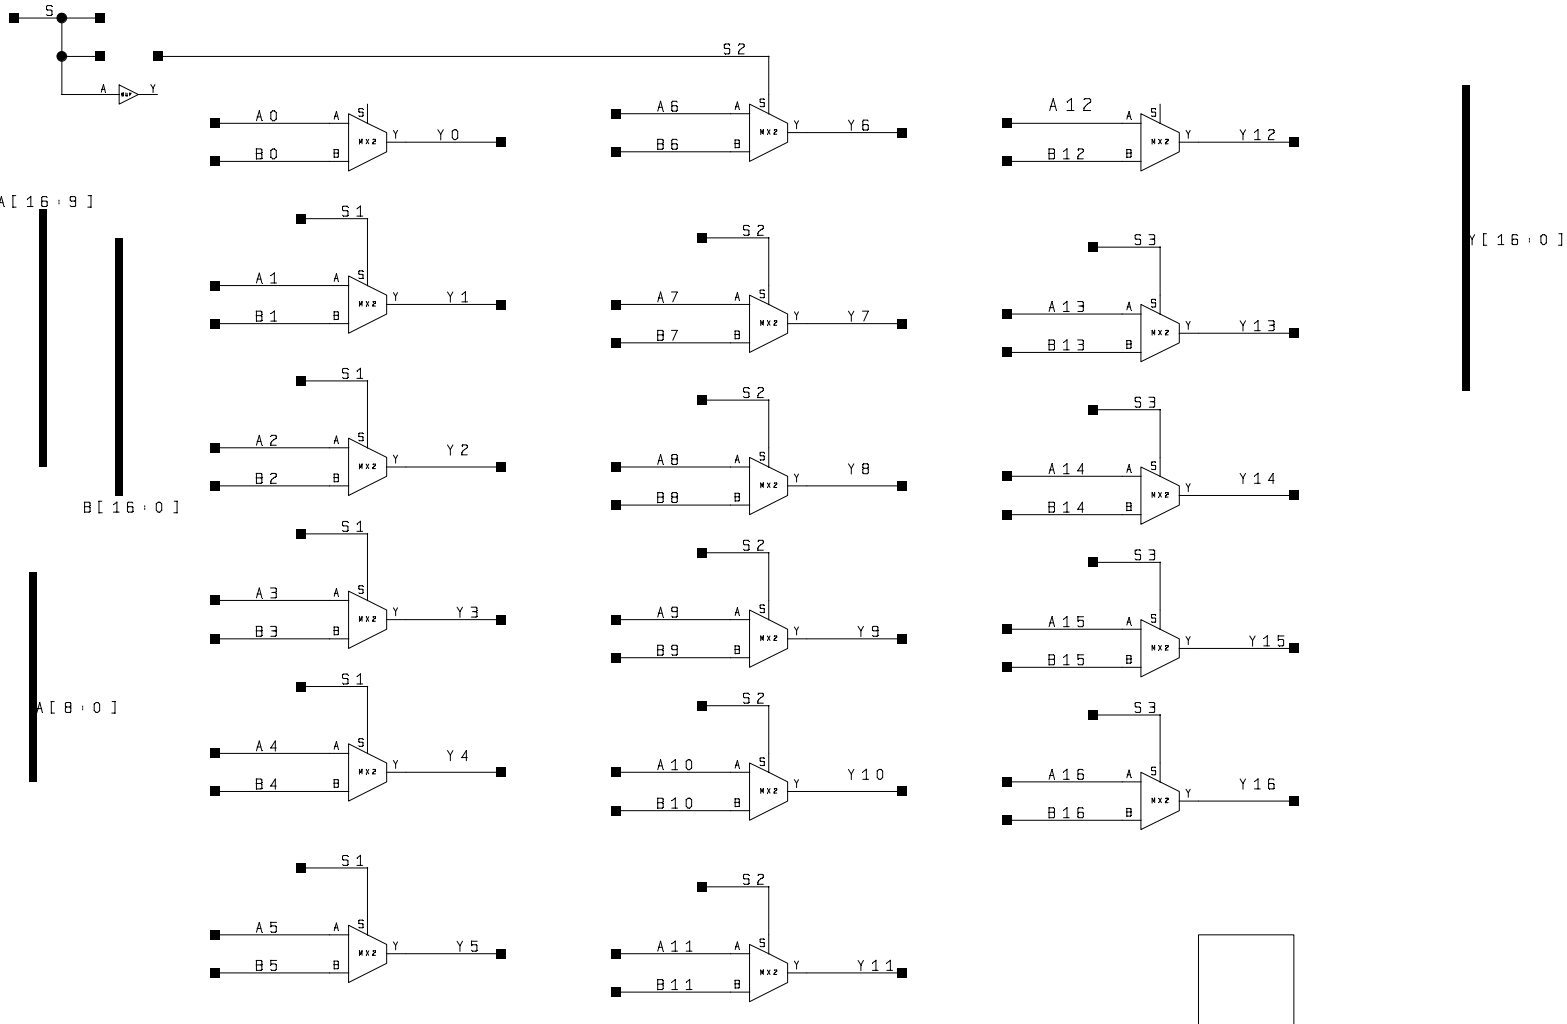 S
S2
A BUF Y
A0 A S MX2 Y Y0
B0 B
A6 A S MX2 Y Y6
B6 B
A12 A S MX2 Y Y12
B12 B
A[16:9]
B[16:0]
A[8:0]
Y[16:0]
S1
A1 A S MX2 Y Y1
B1 B
S2
A7 A S MX2 Y Y7
B7 B
S3
A13 A S MX2 Y Y13
B13 B
S1
A2 A S MX2 Y Y2
B2 B
S2
A8 A S MX2 Y Y8
B8 B
S3
A14 A S MX2 Y Y14
B14 B
S1
A3 A S MX2 Y Y3
B3 B
S2
A9 A S MX2 Y Y9
B9 B
S3
A15 A S MX2 Y Y15
B15 B
S1
A4 A S MX2 Y Y4
B4 B
S2
A10 A S MX2 Y Y10
B10 B
S3
A16 A S MX2 Y Y16
B16 B
S1
A5 A S MX2 Y Y5
B5 B
S2
A11 A S MX2 Y Y11
B11 B